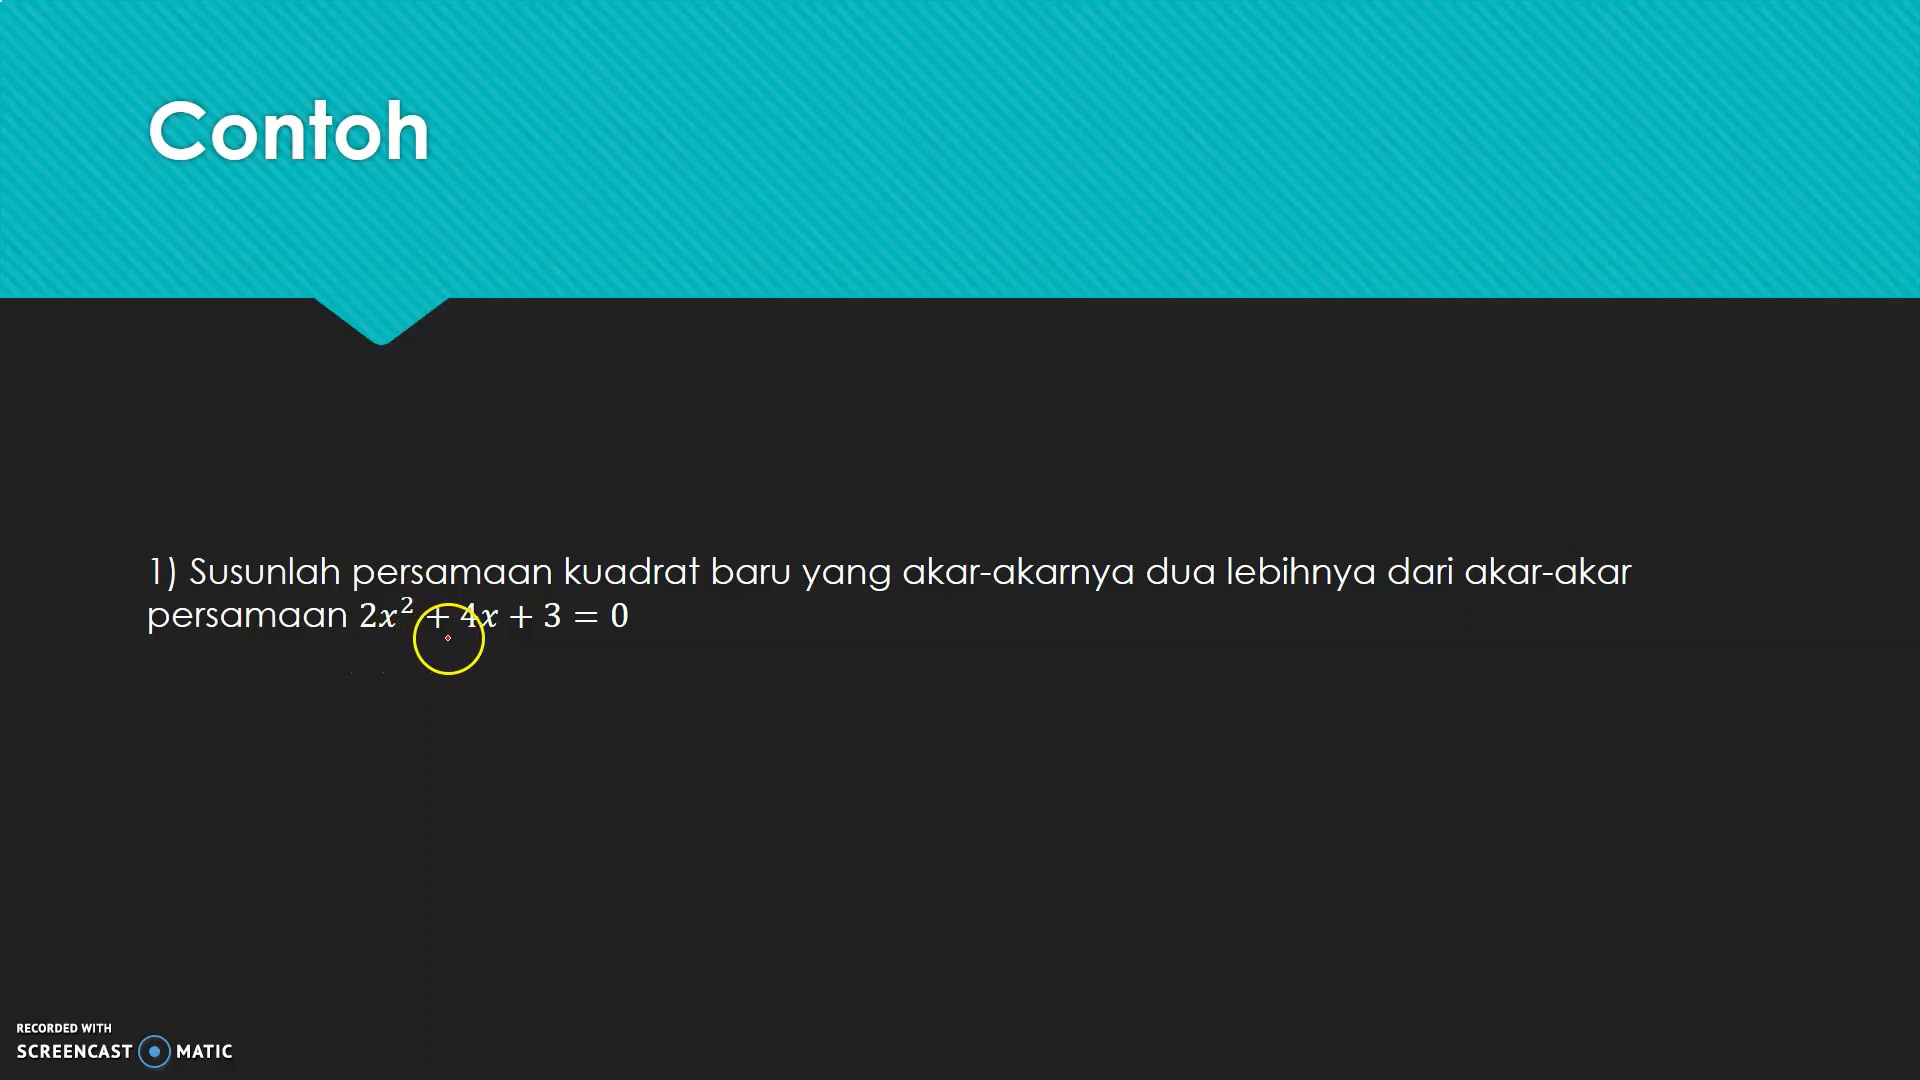 Contoh
1) Susunlah persamaan kuadrat baru yang akar-akarnya dua lebihnya dari akar-akar
persamaan 2x² + 4x + 3 = 0
RECORDED WITH
SCREENCAST MATIC